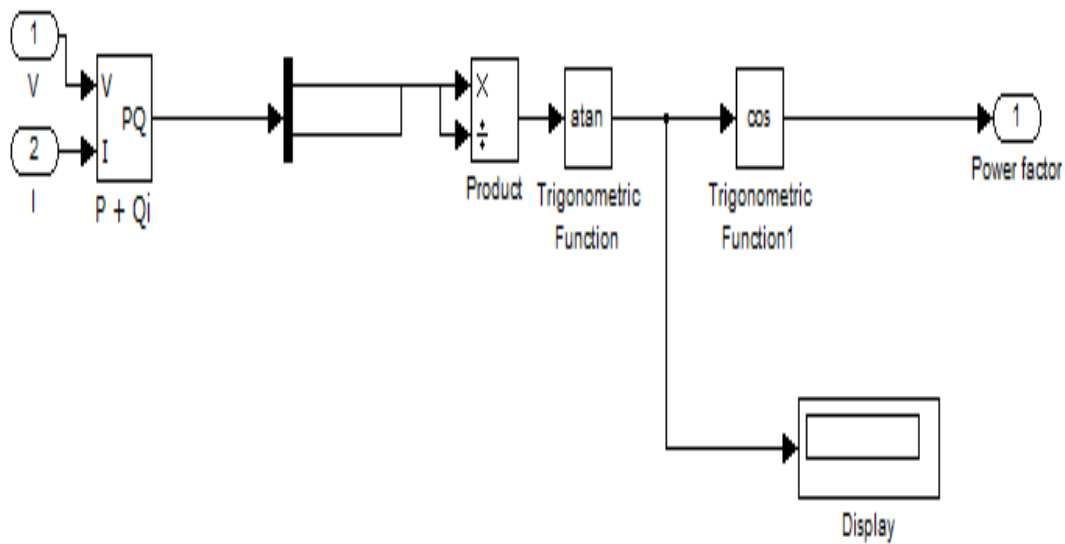 1
V
2
I
V
I
PQ
P + Qi
×
÷
Product
atan
Trigonometric
Function
cos
Trigonometric
Function1
1
Power factor
Display